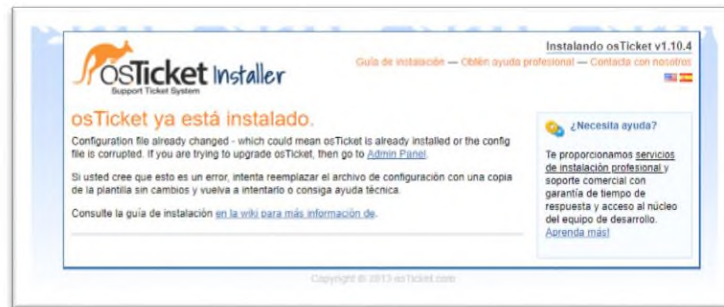 osTicket Installer
Support Ticket System
Instalando osTicket v1.10.4
Guía de instalación — Obtén ayuda profesional — Contacta con nosotros
osTicket ya está instalado.
Configuration file already changed - which could mean osTicket is already installed or the config
file is corrupted. If you are trying to upgrade osTicket, then go to Admin Panel.
Si usted cree que esto es un error, intenta reemplazar el archivo de configuración con una copia
de la plantilla sin cambios y vuelva a intentarlo o consiga ayuda técnica.
Consulte la guía de instalación en la wiki para más información de.
¿Necesita ayuda?
Te proporcionamos servicios
de instalación profesional y
soporte comercial con
garantía de tiempo de
respuesta y acceso al núcleo
del equipo de desarrollo.
Aprenda más!
Copyright © 2013 osTicket.com